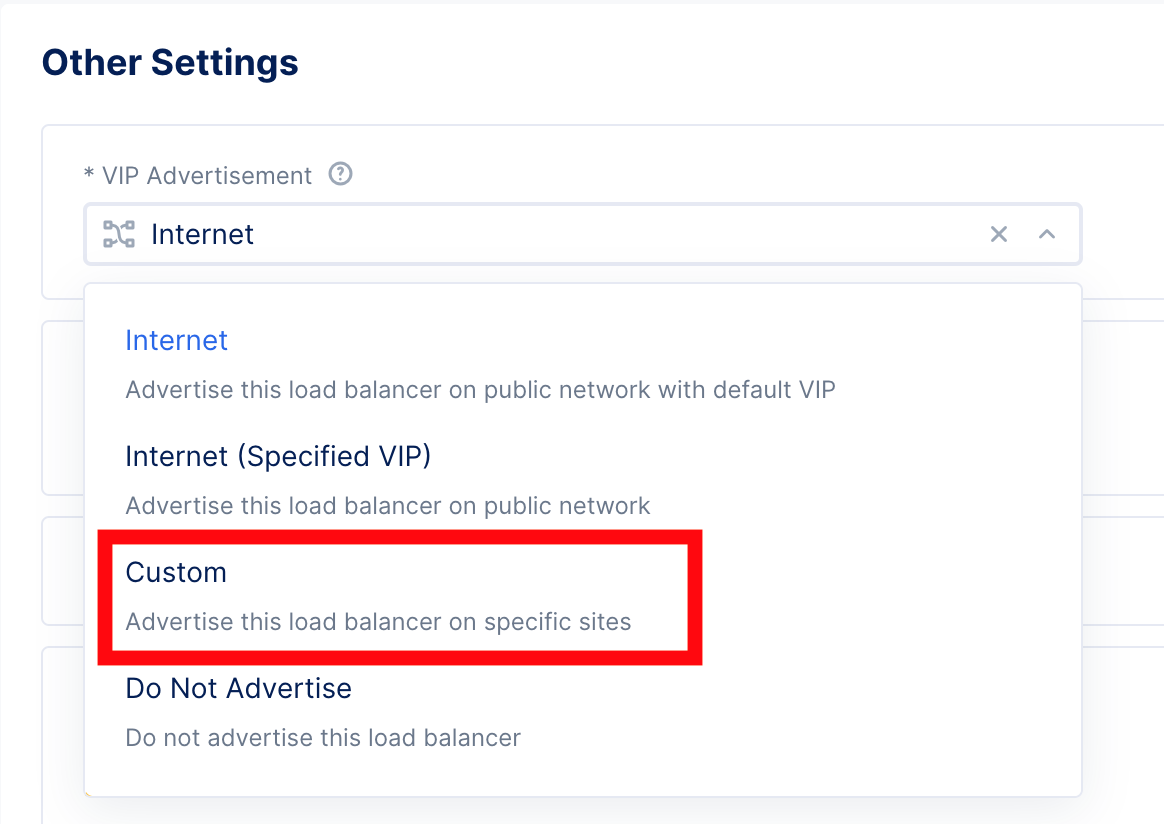 Other Settings
* VIP Advertisement ?
Internet
Internet
Advertise this load balancer on public network with default VIP
Internet (Specified VIP)
Advertise this load balancer on public network
Custom
Advertise this load balancer on specific sites
Do Not Advertise
Do not advertise this load balancer